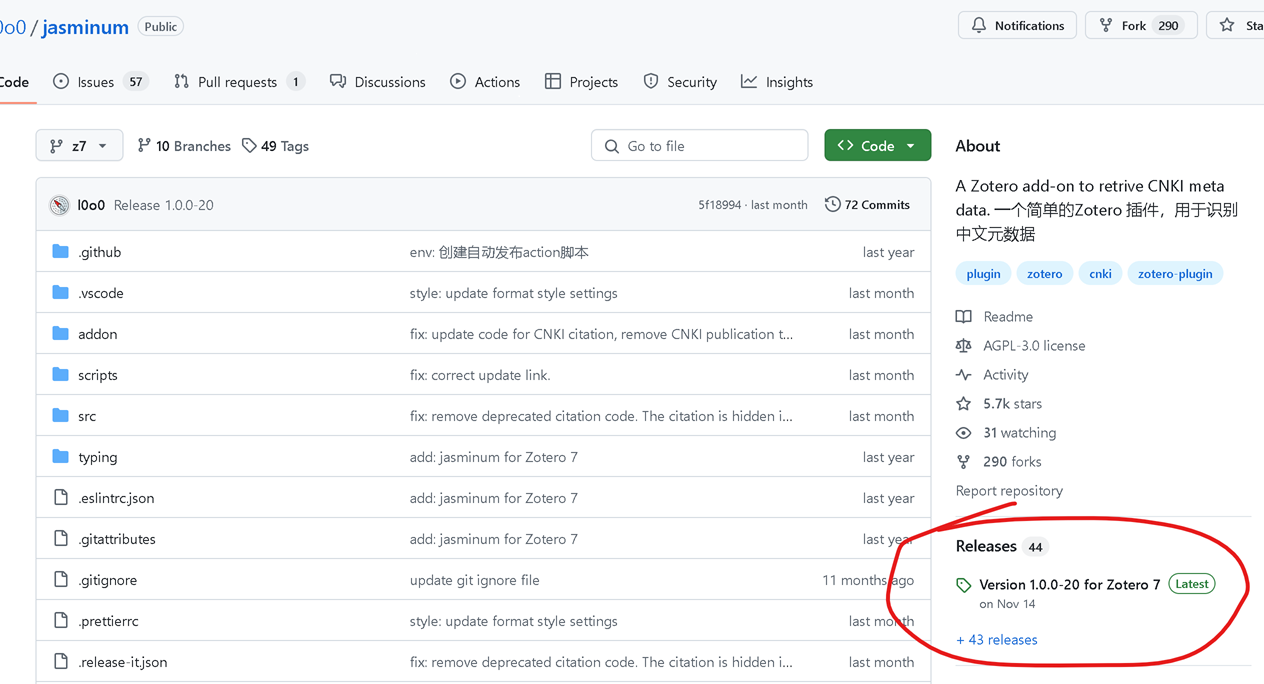 0o0 / jasminum Public
Notifications Fork 290 Sta
Code Issues 57 Pull requests 1 Discussions Actions Projects Security Insights
z7 10 Branches 49 Tags Go to file Code
l0o0 Release 1.0.0-20 5f18994 · last month 72 Commits
.github env: 创建自动发布action脚本 last year
.vscode style: update format style settings last month
addon fix: update code for CNKI citation, remove CNKI publication t... last month
scripts fix: correct update link. last month
src fix: remove deprecated citation code. The citation is hidden i... last month
typing add: jasminum for Zotero 7 last year
.eslintrc.json add: jasminum for Zotero 7 last year
.gitattributes add: jasminum for Zotero 7 last year
.gitignore update git ignore file 11 months ago
.prettierrc style: update format style settings last month
.release-it.json fix: remove deprecated citation code. The citation is hidden i... last month
About
A Zotero add-on to retrive CNKI meta
data. 一个简单的Zotero 插件，用于识别
中文元数据
plugin zotero cnki zotero-plugin
Readme
AGPL-3.0 license
Activity
5.7k stars
31 watching
290 forks
Report repository
Releases 44
Version 1.0.0-20 for Zotero 7 Latest
on Nov 14
+ 43 releases